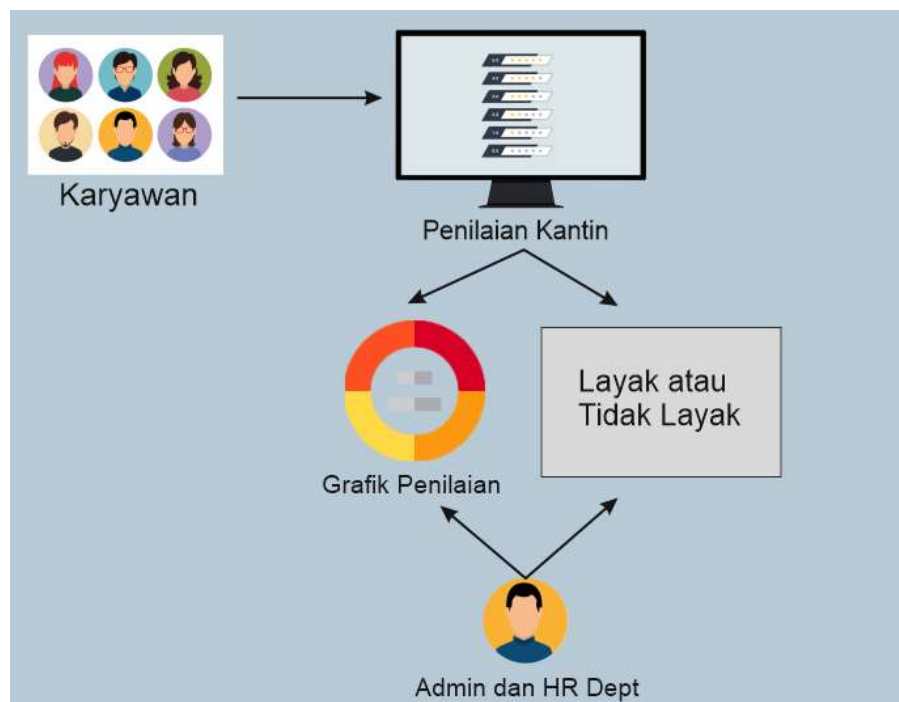 Karyawan
Penilaian Kantin
Layak atau
Tidak Layak
Grafik Penilaian
Admin dan HR Dept